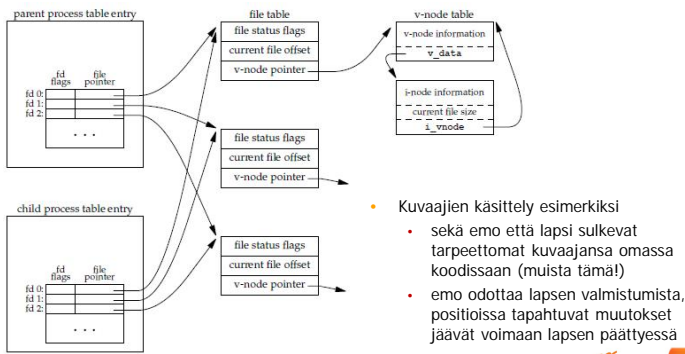 parent process table entry
fd flags
file pointer
fd 0:
fd 1:
fd 2:
. . .
child process table entry
fd flags
file pointer
fd 0:
fd 1:
fd 2:
. . .
file table
file status flags
current file offset
v-node pointer
file status flags
current file offset
v-node pointer
file status flags
current file offset
v-node pointer
v-node table
v-node information
v_data
i-node information
current file size
i_vnode
• Kuvaajien käsittely esimerkiksi
• sekä emo että lapsi sulkevat
tarpeettomat kuvaajansa omassa
koodissaan (muista tämä!)
• emo odottaa lapsen valmistumista,
positioissa tapahtuvat muutokset
jäävät voimaan lapsen päättyessä